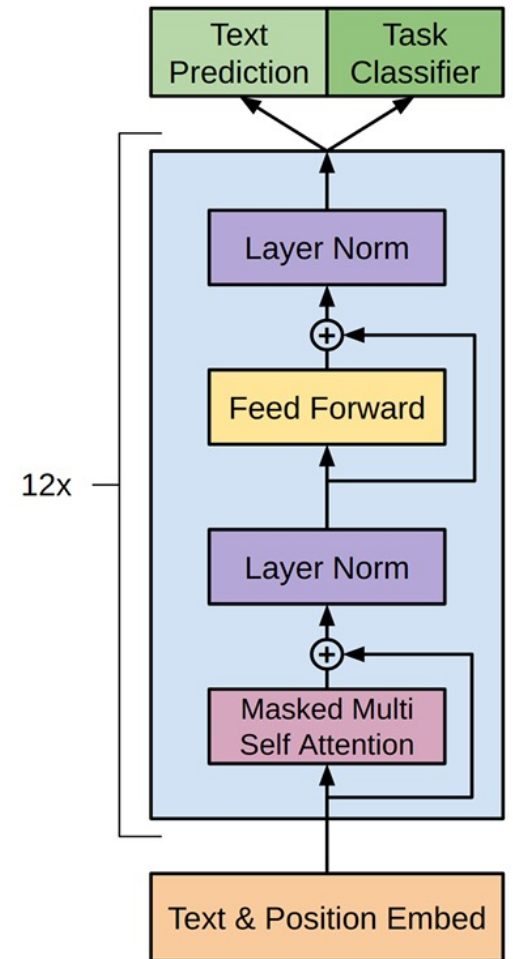 Text
Prediction
Task
Classifier
Layer Norm
+
Feed Forward
12x
Layer Norm
+
Masked Multi
Self Attention
Text & Position Embed